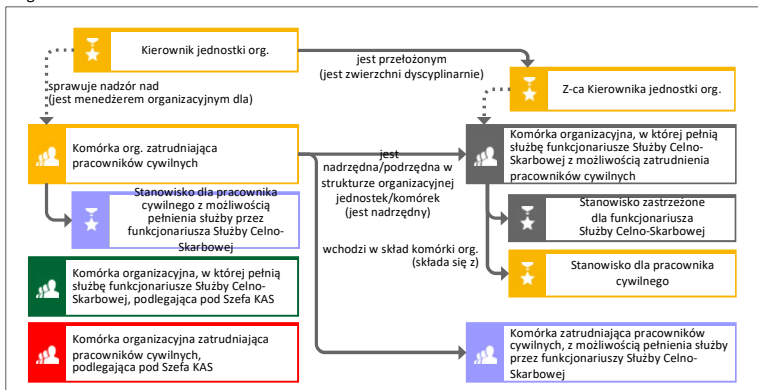 Kierownik jednostki org.
jest przełożonym
(jest zwierzchni dyscyplinarnie)
sprawuje nadzór nad
(jest menedżerem organizacyjnym dla)
Z-ca Kierownika jednostki org.
Komórka org. zatrudniająca
pracowników cywilnych
jest
nadrzędna/podrzędna w
strukturze organizacyjnej
jednostek/komórek
(jest nadrzędny)
Komórka organizacyjna, w której pełnią
służbę funkcjonariusze Służby Celno-
Skarbowej z możliwością zatrudnienia
pracowników cywilnych
Stanowisko dla pracownika
cywilnego z możliwością
pełnienia służby przez
funkcjonariusza Służby Celno-
Skarbowej
Stanowisko zastrzeżone
dla funkcjonariusza
Służby Celno-Skarbowej
wchodzi w skład komórki org.
(składa się z)
Stanowisko dla pracownika
cywilnego
Komórka organizacyjna, w której pełnią
służbę funkcjonariusze Służby Celno-
Skarbowej, podlegająca pod Szefa KAS
Komórka organizacyjna zatrudniająca
pracowników cywilnych,
podlegająca pod Szefa KAS
Komórka zatrudniająca pracowników
cywilnych, z możliwością pełnienia służby
przez funkcjonariuszy Służby Celno-
Skarbowej